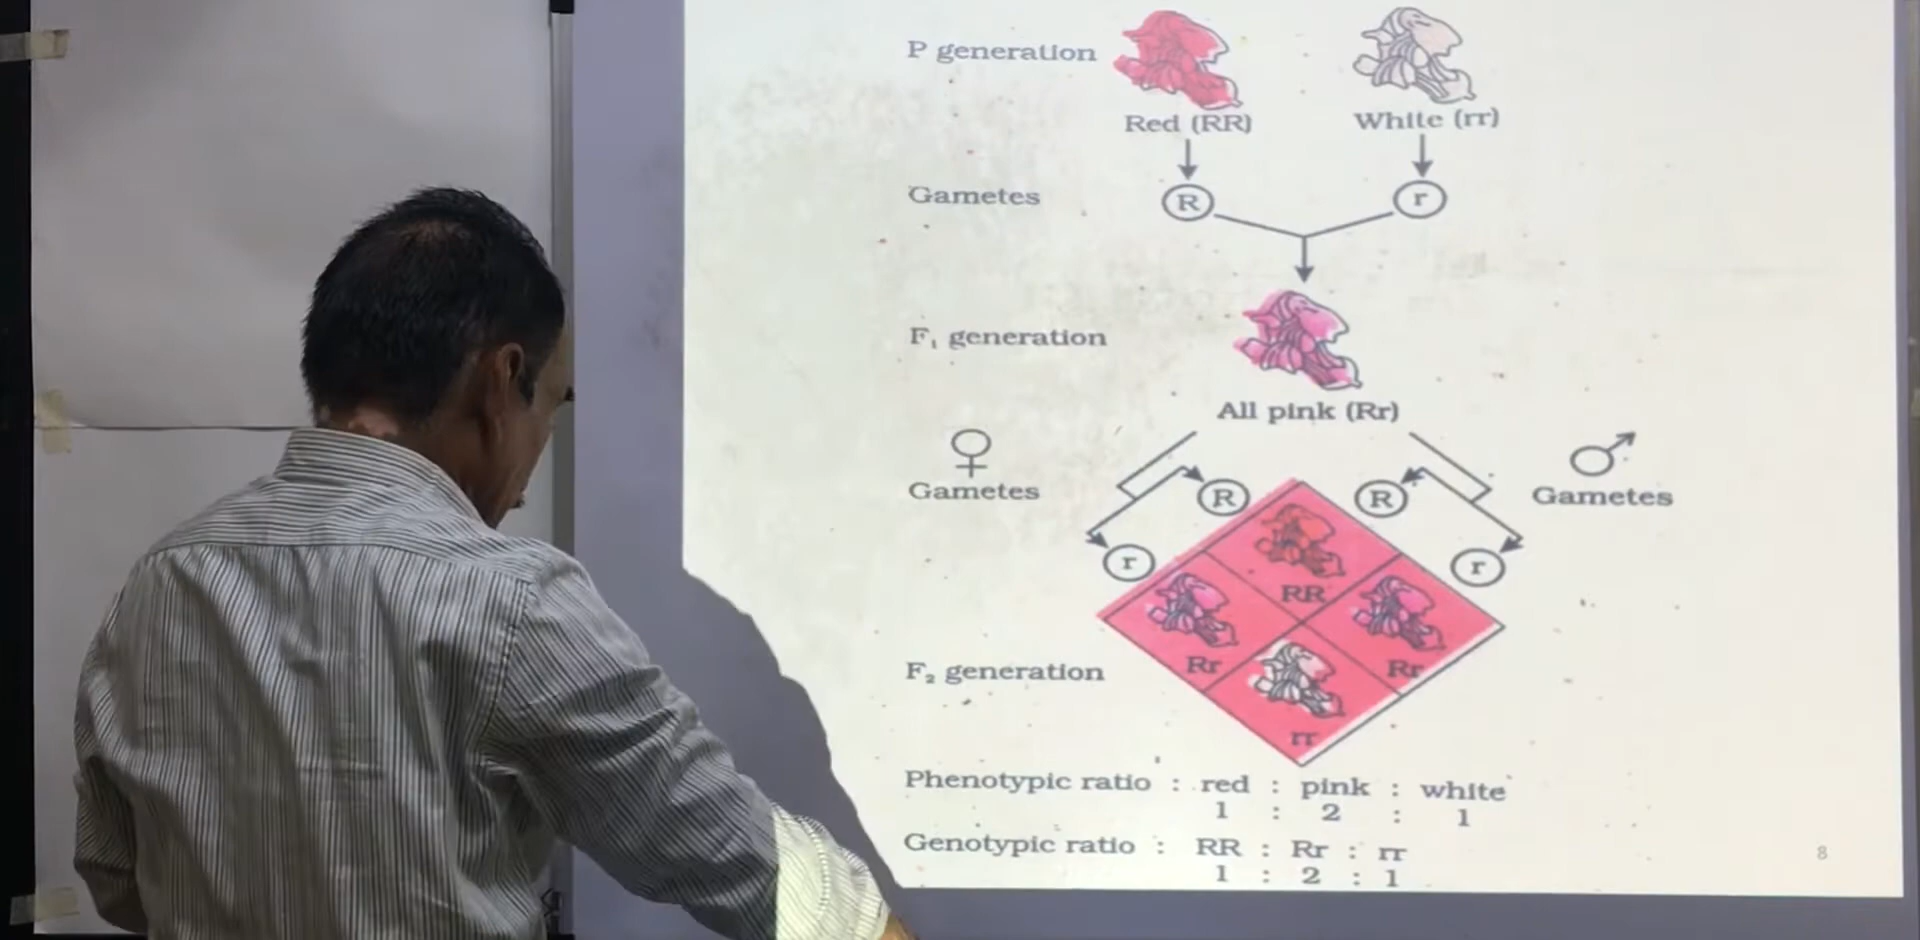 P generation
Red (RR) White (rr)
Gametes R r
F₁ generation
All pink (Rr)
♀ ♂
Gametes R R Gametes
r r
RR
Rr Rr
F₂ generation
rr
Phenotypic ratio : red : pink : white
1 : 2 : 1
Genotypic ratio : RR : Rr : rr
1 : 2 : 1
8